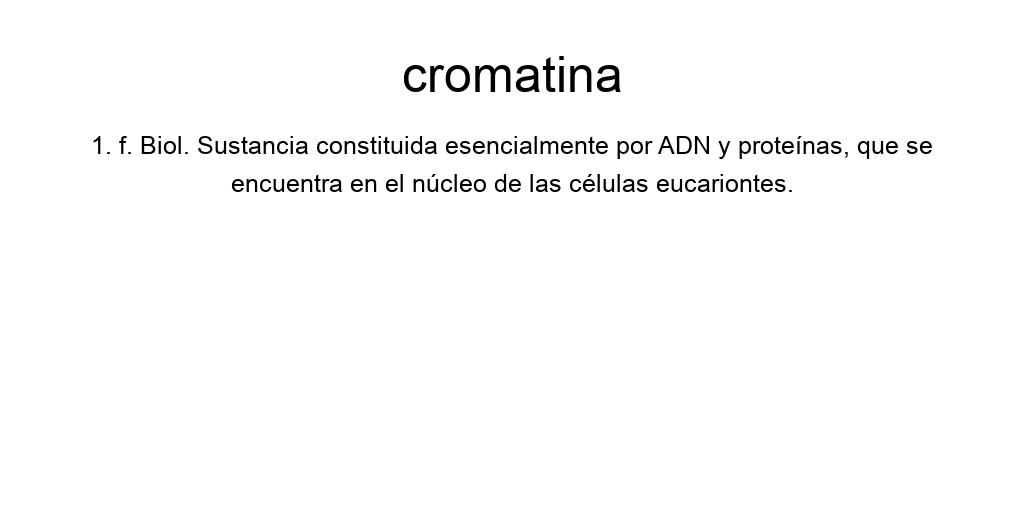 cromatina
1. f. Biol. Sustancia constituida esencialmente por ADN y proteínas, que se
encuentra en el núcleo de las células eucariontes.